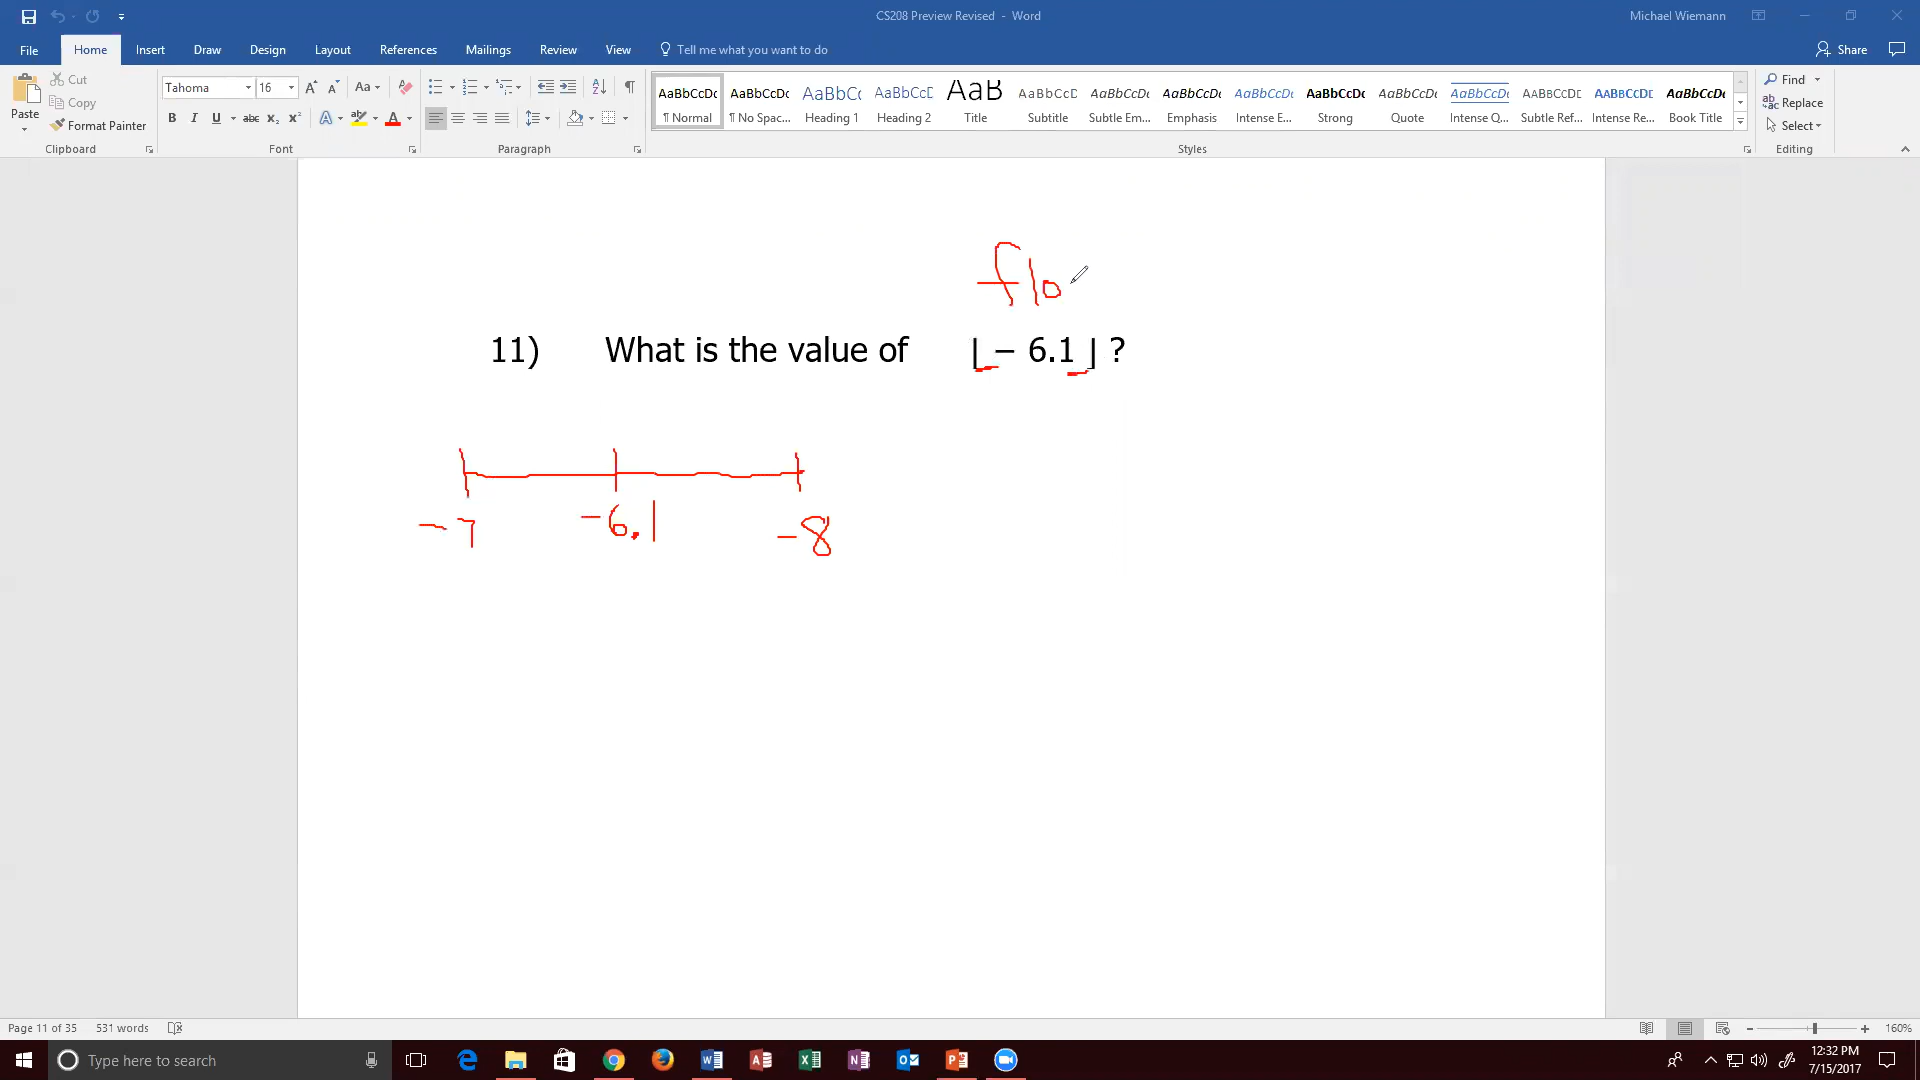 CS208 Preview Revised - Word
Michael Wiemann
File Home Insert Draw Design Layout References Mailings Review View Tell me what you want to do Share
Cut
Copy
Format Painter
Paste
Clipboard
Tahoma 16
Font
Paragraph
AaBbCcDc AaBbCcDc AaBbCc AaBbCcD AaB AaBbCcD AaBbCcDc AaBbCcDc AaBbCcDc AaBbCcDc AaBbCcDc AaBbCcDc AABBCCDC AABBCCDC AaBbCcDc
¶ Normal ¶ No Spac... Heading 1 Heading 2 Title Subtitle Subtle Em... Emphasis Intense E... Strong Quote Intense Q... Subtle Ref... Intense Re... Book Title
Styles
Find
Replace
Select
Editing
flo
11) What is the value of ⌊ − 6.1 ⌋ ?
-7 -6.1 -8
Page 11 of 35 531 words 160%
Type here to search
12:32 PM
7/15/2017